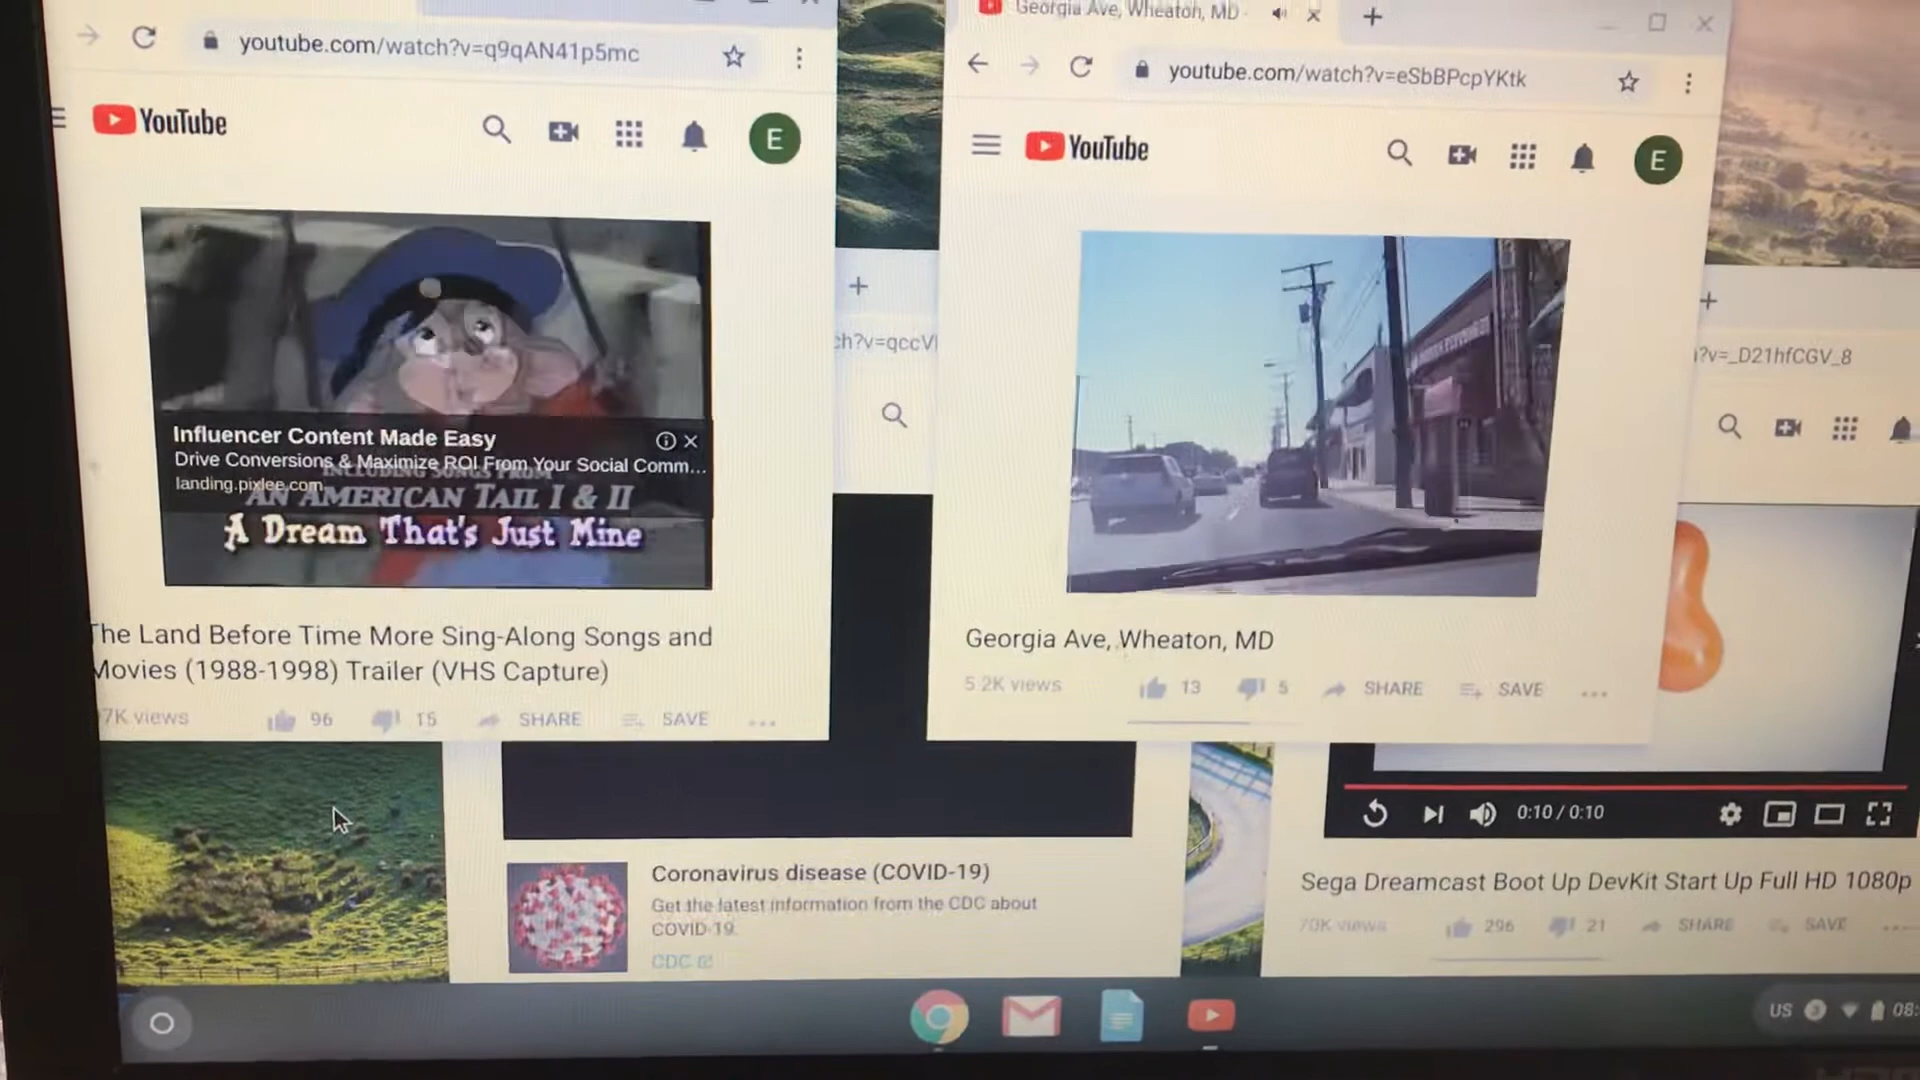 youtube.com/watch?v=q9qAN41p5mc
YouTube
E
Influencer Content Made Easy
Drive Conversions & Maximize ROI From Your Social Comm...
landing.pixlee.com
INCLUDING SONGS FROM
AN AMERICAN TAIL I & II
A Dream That's Just Mine
The Land Before Time More Sing-Along Songs and
Movies (1988-1998) Trailer (VHS Capture)
7K views 96 15 SHARE SAVE
ch?v=qccV
Georgia Ave, Wheaton, MD
youtube.com/watch?v=eSbBPcpYKtk
YouTube
E
Georgia Ave, Wheaton, MD
5.2K views 13 5 SHARE SAVE
?v=_D21hfCGV_8
0:10 / 0:10
Sega Dreamcast Boot Up DevKit Start Up Full HD 1080p
70K views 296 21 SHARE SAVE
Coronavirus disease (COVID-19)
Get the latest information from the CDC about
COVID-19.
CDC
US 3 08: